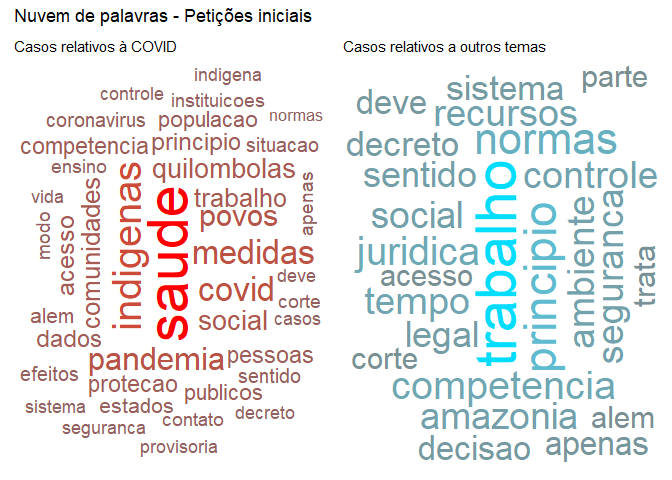 Nuvem de palavras - Petições iniciais
Casos relativos à COVID
indigena
controle
instituicoes
coronavirus
populacao
normas
competencia
principio
situacao
ensino
quilombolas
vida
indigenas
saude
trabalho
apenas
modo
acesso
comunidades
povos
medidas
covid
deve
corte
alem
social
casos
dados
pandemia
pessoas
efeitos
protecao
sentido
publicos
sistema
estados
contato
decreto
seguranca
provisoria
Casos relativos a outros temas
parte
sistema
deve
recursos
decreto
normas
sentido
controle
trabalho
social
principio
ambiente
seguranca
juridica
acesso
trata
tempo
legal
corte
competencia
amazonia
alem
decisao
apenas